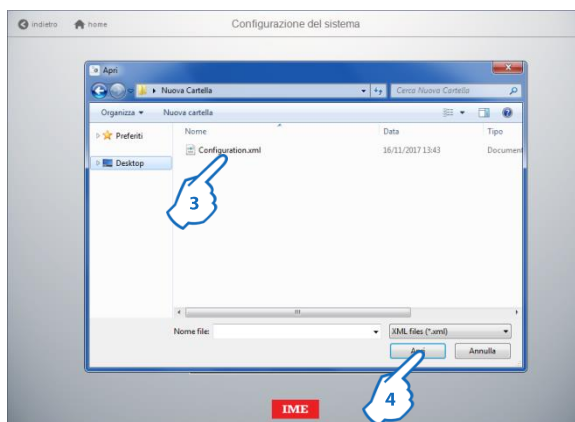 indietro home Configurazione del sistema
Apri
Nuova Cartella Cerca Nuova Cartella
Organizza Nuova cartella
Nome Data Tipo
Preferiti
Configuration.xml 16/11/2017 13:43 Document
Desktop
3
Nome file: XML files (*.xml)
Apri Annulla
4
IME